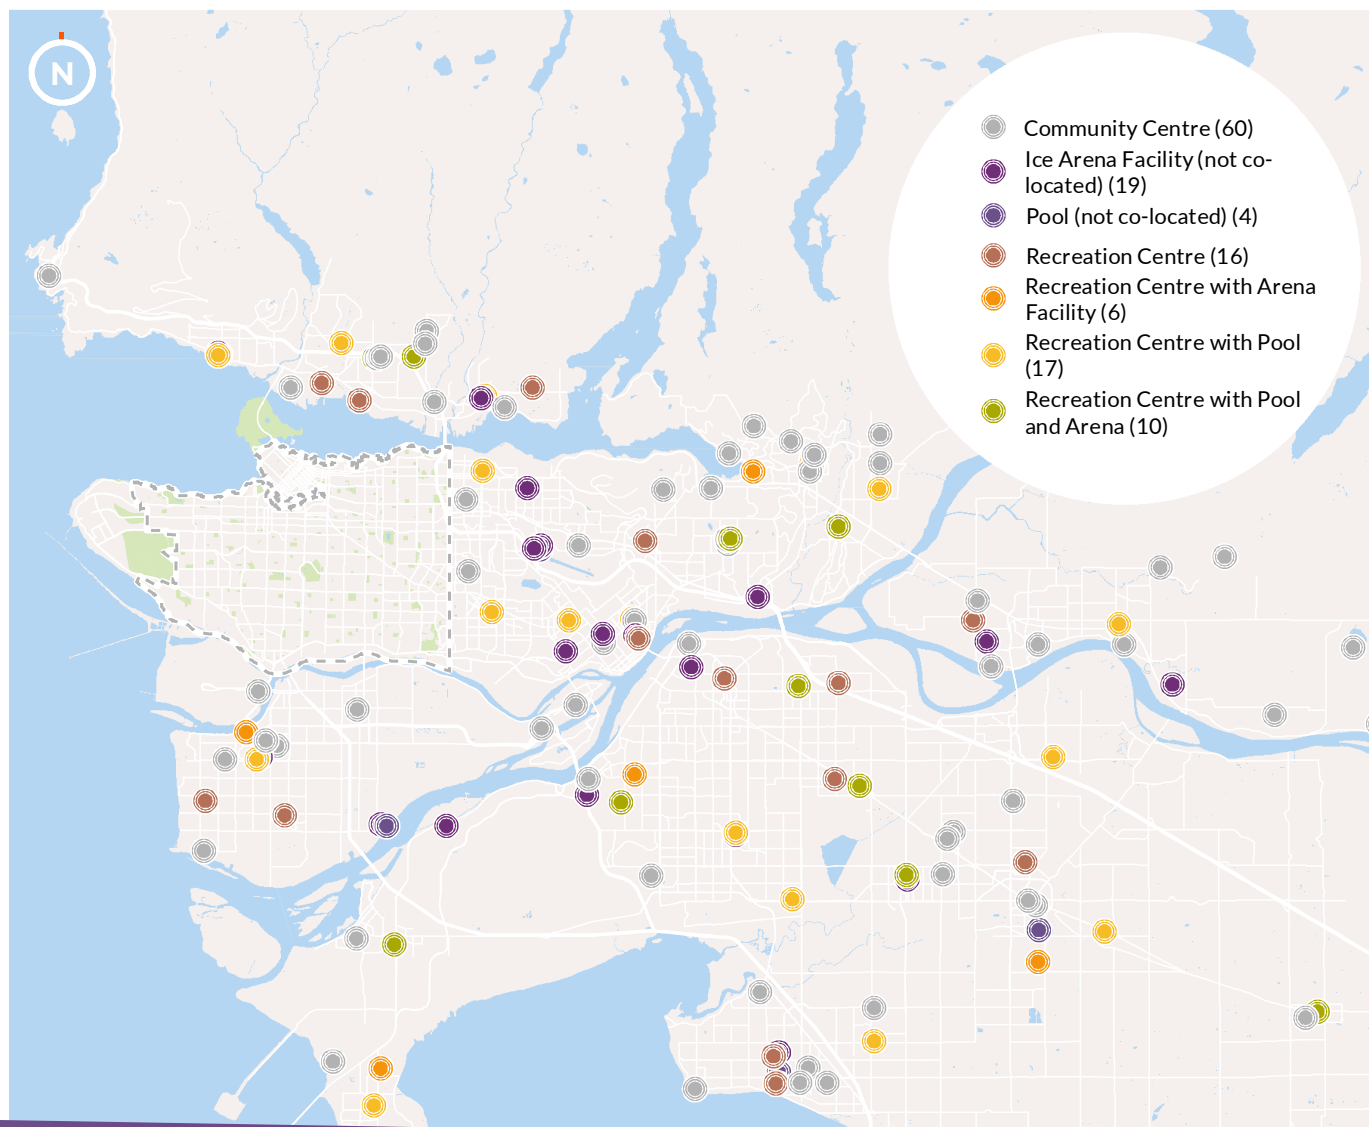 N
Community Centre (60)
Ice Arena Facility (not co-
located) (19)
Pool (not co-located) (4)
Recreation Centre (16)
Recreation Centre with Arena
Facility (6)
Recreation Centre with Pool
(17)
Recreation Centre with Pool
and Arena (10)